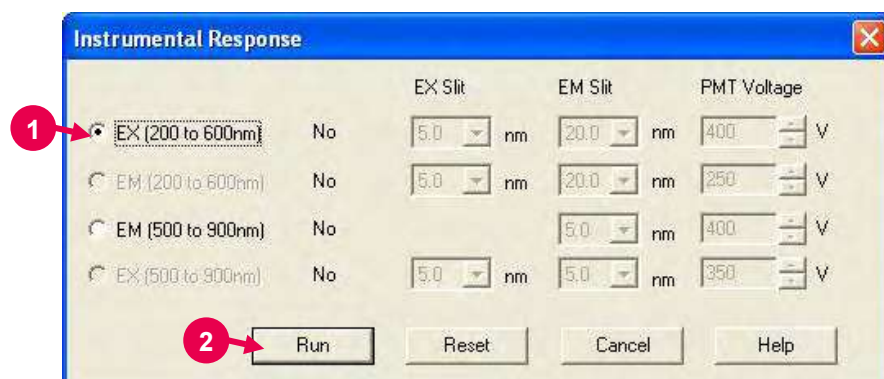 Instrumental Response
EX Slit EM Slit PMT Voltage
1 EX (200 to 600nm) No 5.0 nm 20.0 nm 400 V
EM (200 to 600nm) No 5.0 nm 20.0 nm 250 V
EM (500 to 900nm) No 5.0 nm 400 V
EX (500 to 900nm) No 5.0 nm 5.0 nm 350 V
2 Run Reset Cancel Help